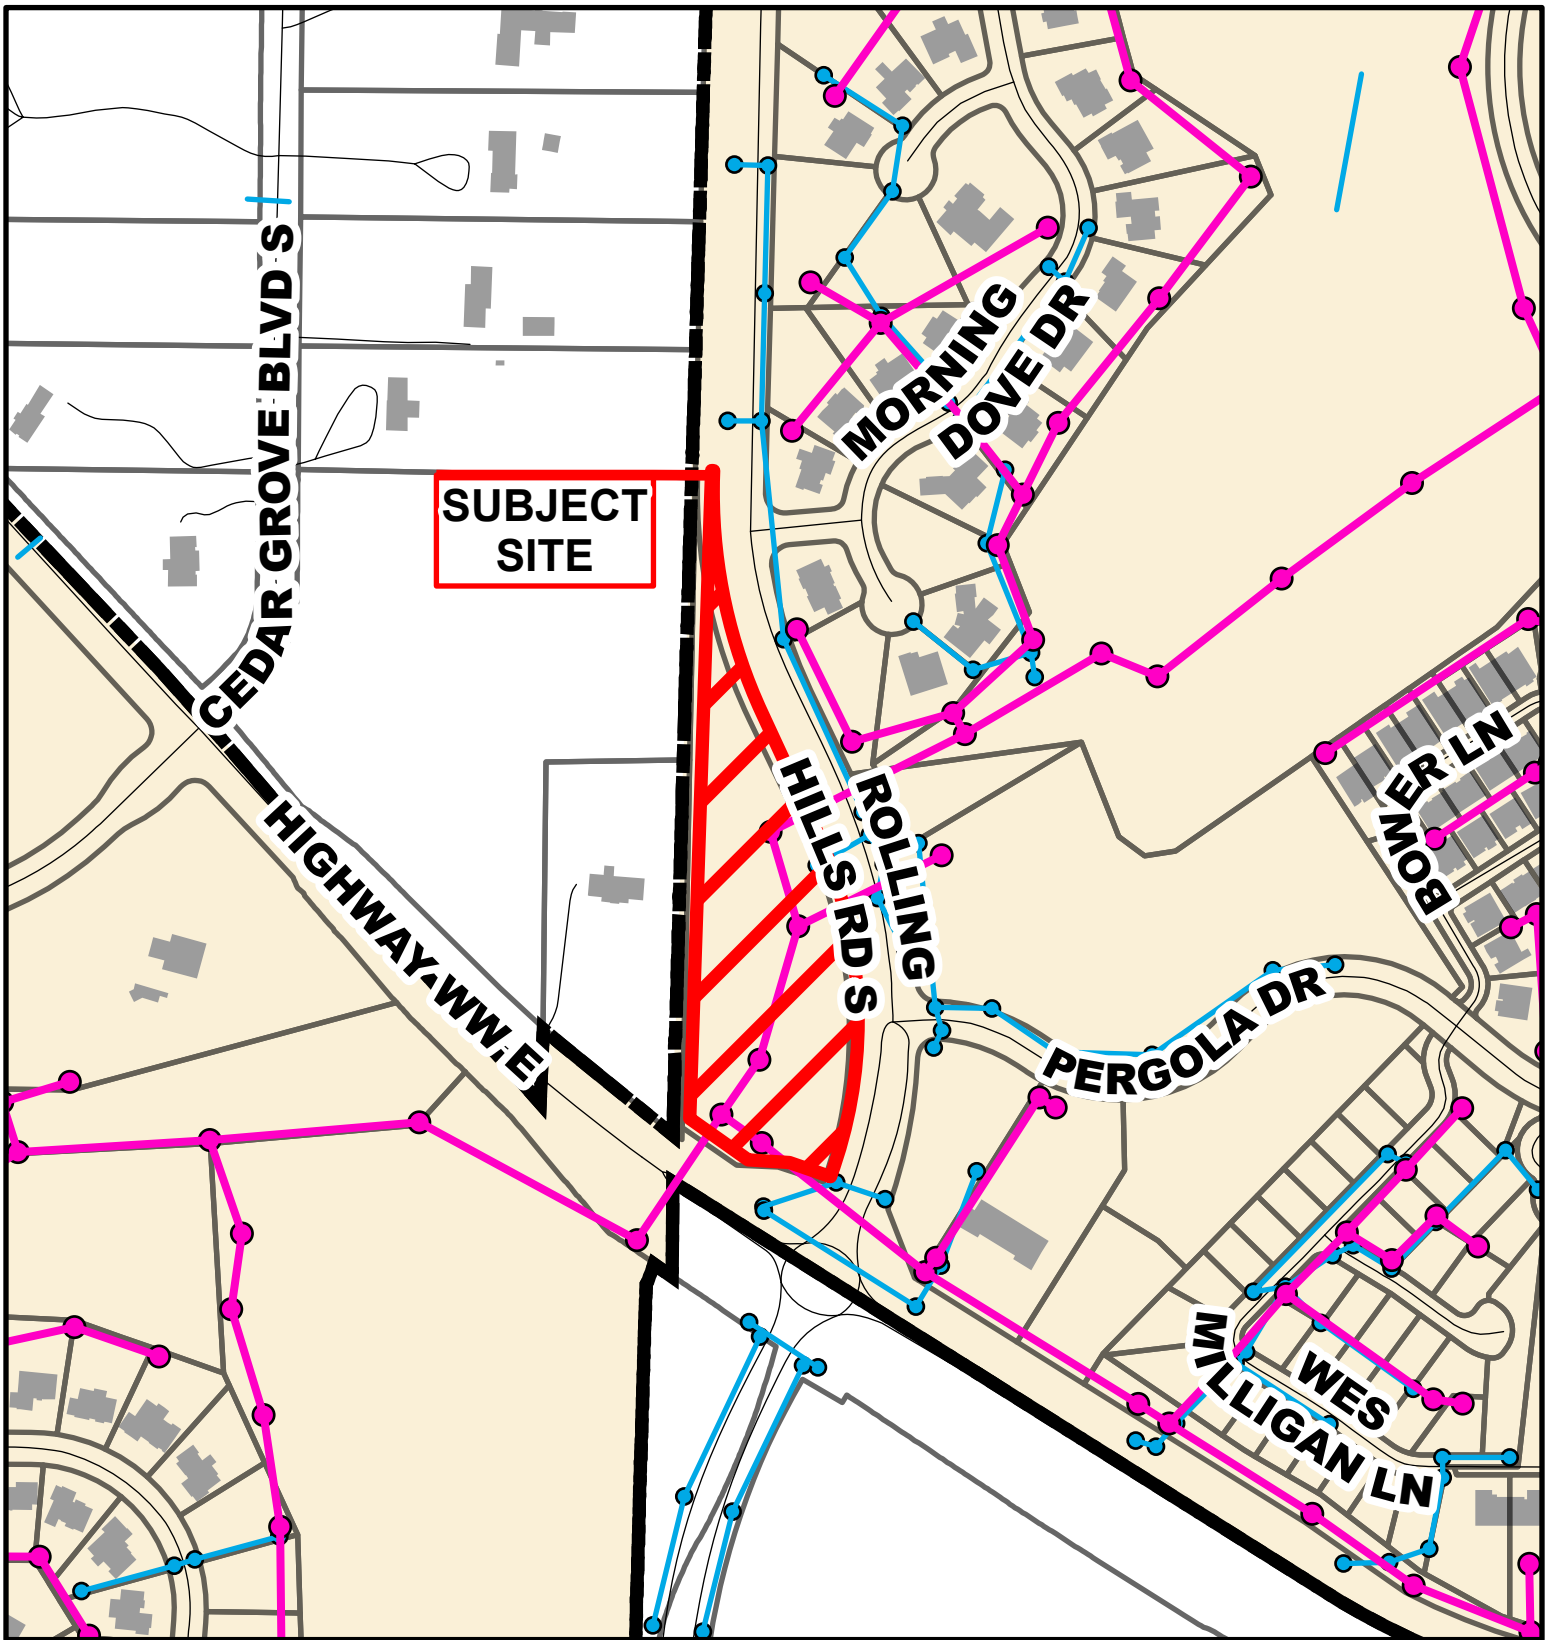 CEDAR GROVE BLVD S
MORNING
DOVE DR
SUBJECT
SITE
BOWMER LN
HIGHWAY WW E
HILLS RD S
ROLLING
PERGOLA DR
WES
MILLIGAN LN